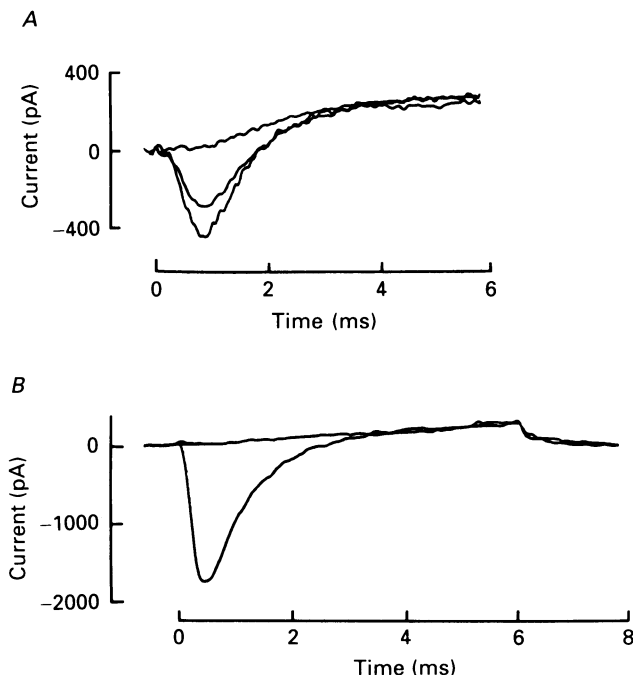 A
400
0
−400
Current (pA)
0 2 4 6
Time (ms)
B
0
−1000
−2000
Current (pA)
0 2 4 6 8
Time (ms)